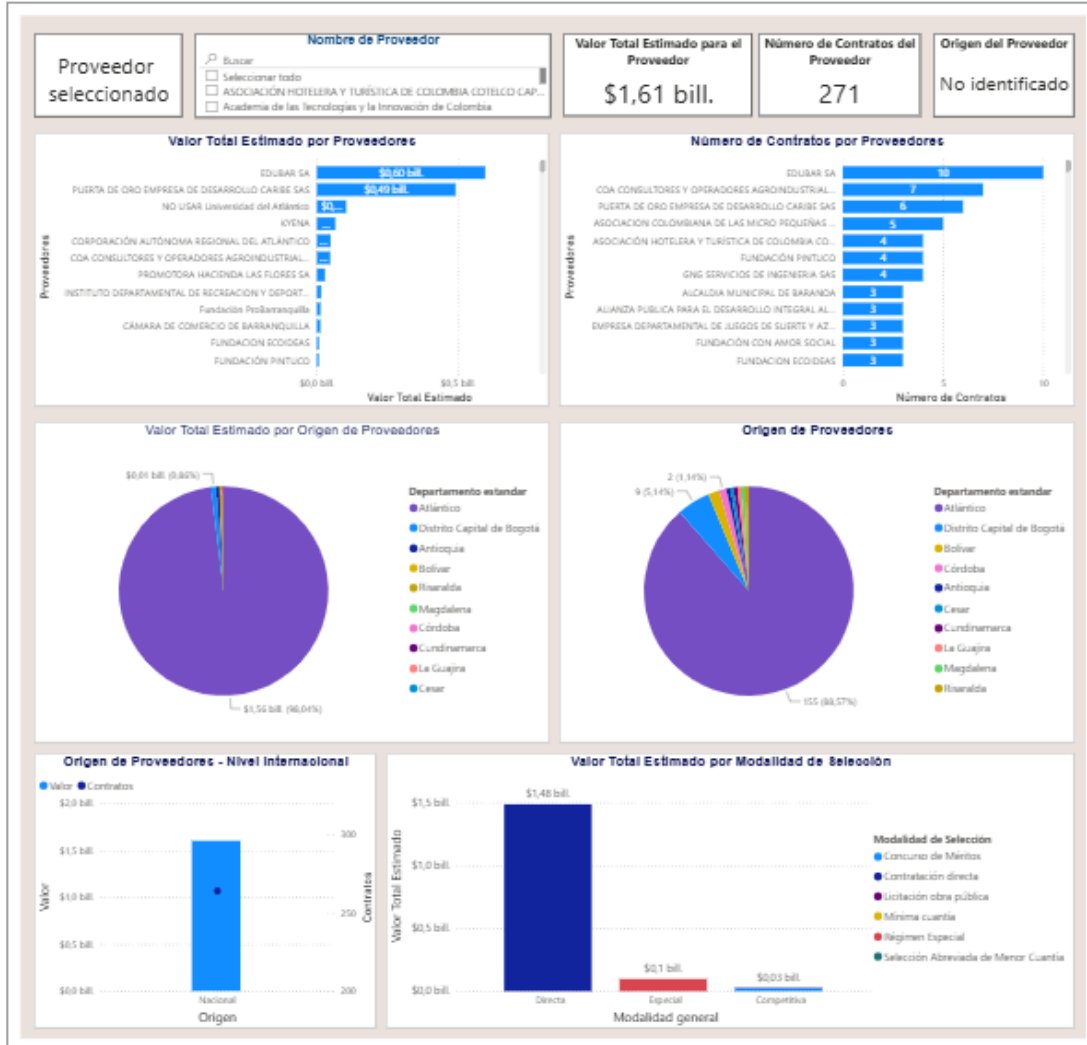 Proveedor
seleccionado
Nombre de Proveedor
Buscar
Seleccionar todo
ASOCIACIÓN HOTELERA Y TURÍSTICA DE COLOMBIA COTELCO CAP...
Academia de las Tecnologías y la Innovación de Colombia
Valor Total Estimado para el
Proveedor
$1,61 bill.
Número de Contratos del
Proveedor
271
Origen del Proveedor
No identificado
Valor Total Estimado por Proveedores
Proveedores
EDUBAR SA
$0,60 bill.
PUERTA DE ORO EMPRESA DE DESARROLLO CARIBE SAS
$0,49 bill.
NO USAR Universidad del Atlántico
$0,...
KYENA
...
CORPORACIÓN AUTÓNOMA REGIONAL DEL ATLÁNTICO
...
COA CONSULTORES Y OPERADORES AGROINDUSTRIAL...
...
PROMOTORA HACIENDA LAS FLORES SA
INSTITUTO DEPARTAMENTAL DE RECREACION Y DEPORT...
Fundación ProBarranquilla
CÁMARA DE COMERCIO DE BARRANQUILLA
FUNDACION ECOIDEAS
FUNDACIÓN PINTUCO
$0,0 bill.
$0,5 bill.
Valor Total Estimado
Número de Contratos por Proveedores
Proveedores
EDUBAR SA
10
COA CONSULTORES Y OPERADORES AGROINDUSTRIAL...
7
PUERTA DE ORO EMPRESA DE DESARROLLO CARIBE SAS
6
ASOCIACION COLOMBIANA DE LAS MICRO PEQUEÑAS ...
5
ASOCIACIÓN HOTELERA Y TURÍSTICA DE COLOMBIA CO...
4
FUNDACIÓN PINTUCO
4
GNG SERVICIOS DE INGENIERIA SAS
4
ALCALDIA MUNICIPAL DE BARANOA
3
ALIANZA PUBLICA PARA EL DESARROLLO INTEGRAL AL...
3
EMPRESA DEPARTAMENTAL DE JUEGOS DE SUERTE Y AZ...
3
FUNDACIÓN CON AMOR SOCIAL
3
FUNDACION ECOIDEAS
3
0
5
10
Número de Contratos
Valor Total Estimado por Origen de Proveedores
$0,01 bill. (0,86%)
$1,56 bill. (98,04%)
Departamento estandar
Atlántico
Distrito Capital de Bogotá
Antioquia
Bolívar
Risaralda
Magdalena
Córdoba
Cundinamarca
La Guajira
Cesar
Origen de Proveedores
2 (1,14%)
9 (5,14%)
155 (88,57%)
Departamento estandar
Atlántico
Distrito Capital de Bogotá
Bolívar
Córdoba
Antioquia
Cesar
Cundinamarca
La Guajira
Magdalena
Risaralda
Origen de Proveedores - Nivel Internacional
Valor
Contratos
$2,0 bill.
$1,5 bill.
$1,0 bill.
$0,5 bill.
$0,0 bill.
Valor
300
250
200
Contratos
Nacional
Origen
Valor Total Estimado por Modalidad de Selección
Valor Total Estimado
$1,5 bill.
$1,0 bill.
$0,5 bill.
$0,0 bill.
$1,48 bill.
$0,1 bill.
$0,03 bill.
Directa
Especial
Competitiva
Modalidad general
Modalidad de Selección
Concurso de Méritos
Contratación directa
Licitación obra pública
Mínima cuantía
Régimen Especial
Selección Abreviada de Menor Cuantía